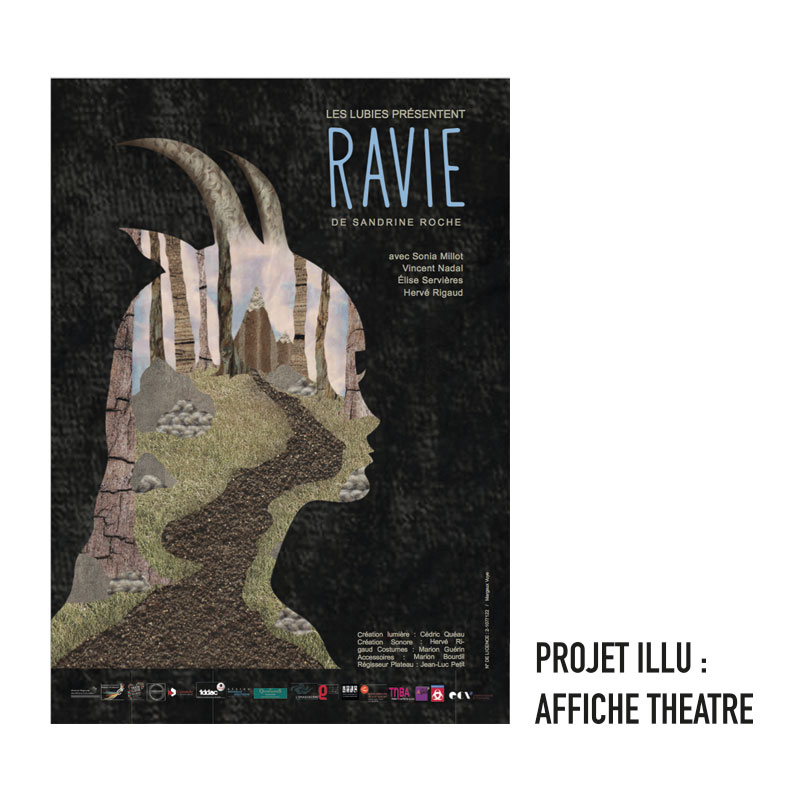 LES LUBIES PRÉSENTENT
RAVIE
DE SANDRINE ROCHE
avec Sonia Millot
Vincent Nadal
Élise Servières
Hervé Rigaud
Création lumière : Cédric Quéau
Création Sonore : Hervé Ri-
gaud Costumes : Marion Guérin
Accessoires : Marion Bourdil
Régisseur Plateau : Jean-Luc Petit
iddac
TNBA
PROJET ILLU :
AFFICHE THEATRE